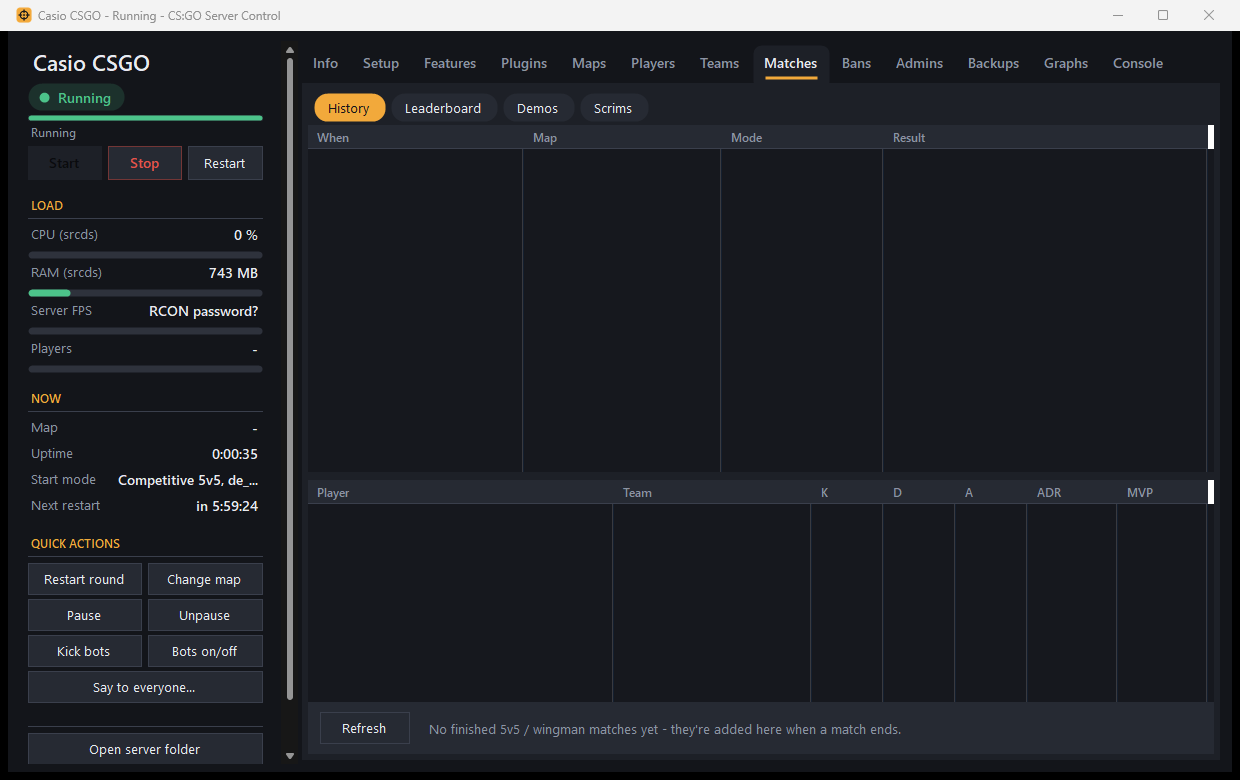 Casio CSGO - Running - CS:GO Server Control
Casio CSGO
Running
Running
Start Stop Restart
LOAD
CPU (srcds) 0 %
RAM (srcds) 743 MB
Server FPS RCON password?
Players -
NOW
Map -
Uptime 0:00:35
Start mode Competitive 5v5, de_...
Next restart in 5:59:24
QUICK ACTIONS
Restart round Change map
Pause Unpause
Kick bots Bots on/off
Say to everyone...
Open server folder
Info Setup Features Plugins Maps Players Teams Matches Bans Admins Backups Graphs Console
History Leaderboard Demos Scrims
When Map Mode Result
Player Team K D A ADR MVP
Refresh No finished 5v5 / wingman matches yet - they're added here when a match ends.